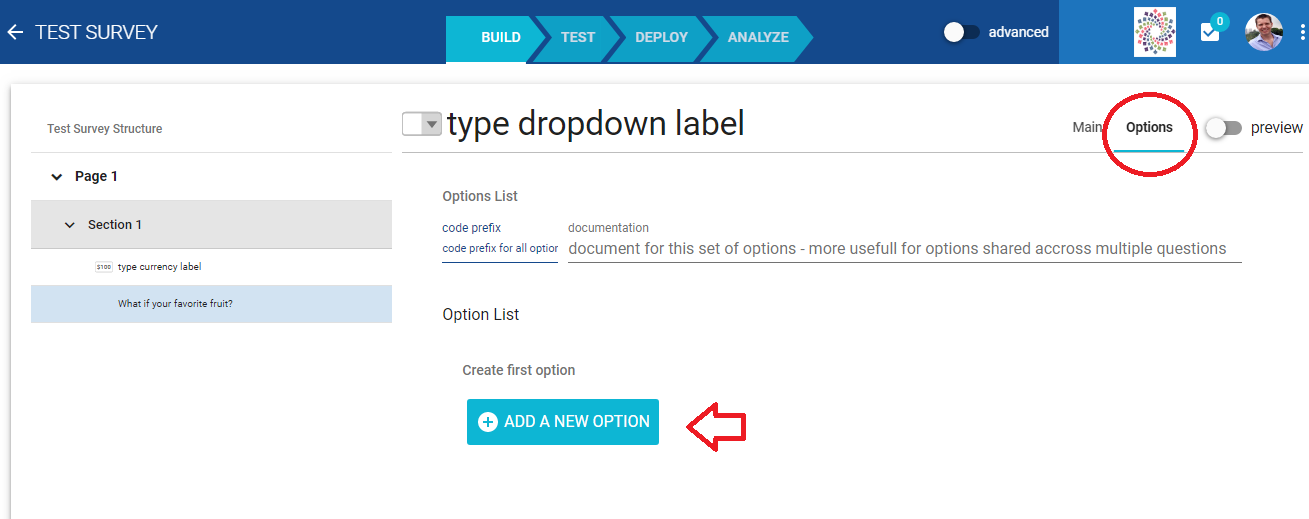 TEST SURVEY
BUILD
TEST
DEPLOY
ANALYZE
advanced
0
Test Survey Structure
Page 1
Section 1
$100 type currency label
What if your favorite fruit?
type dropdown label
Main
Options
preview
Options List
code prefix
documentation
code prefix for all option
document for this set of options - more usefull for options shared accross multiple questions
Option List
Create first option
ADD A NEW OPTION